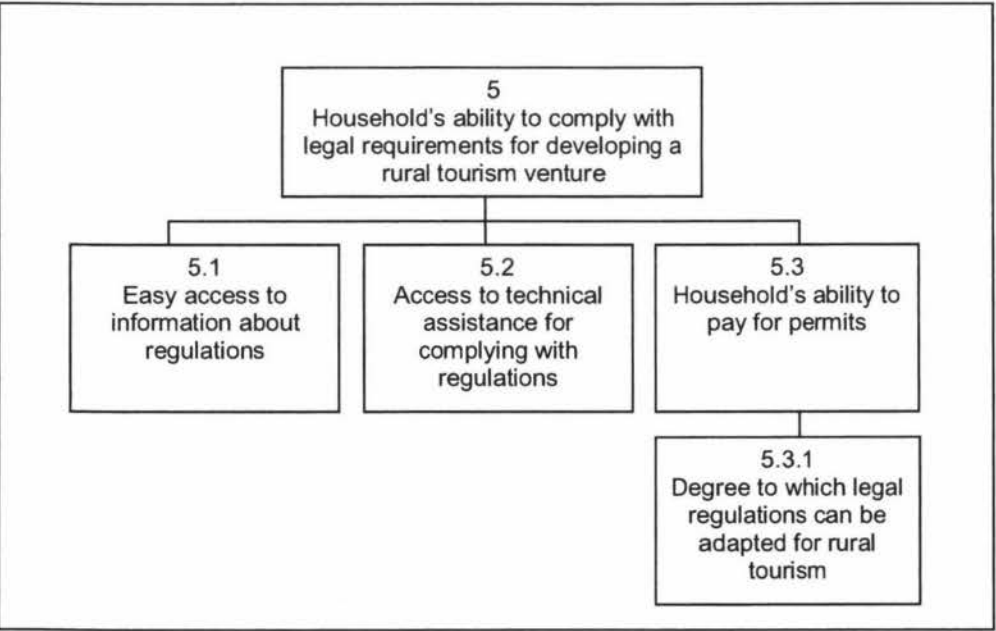 5
Household's ability to comply with
legal requirements for developing a
rural tourism venture
5.1
Easy access to
information about
regulations
5.2
Access to technical
assistance for
complying with
regulations
5.3
Household's ability to
pay for permits
5.3.1
Degree to which legal
regulations can be
adapted for rural
tourism